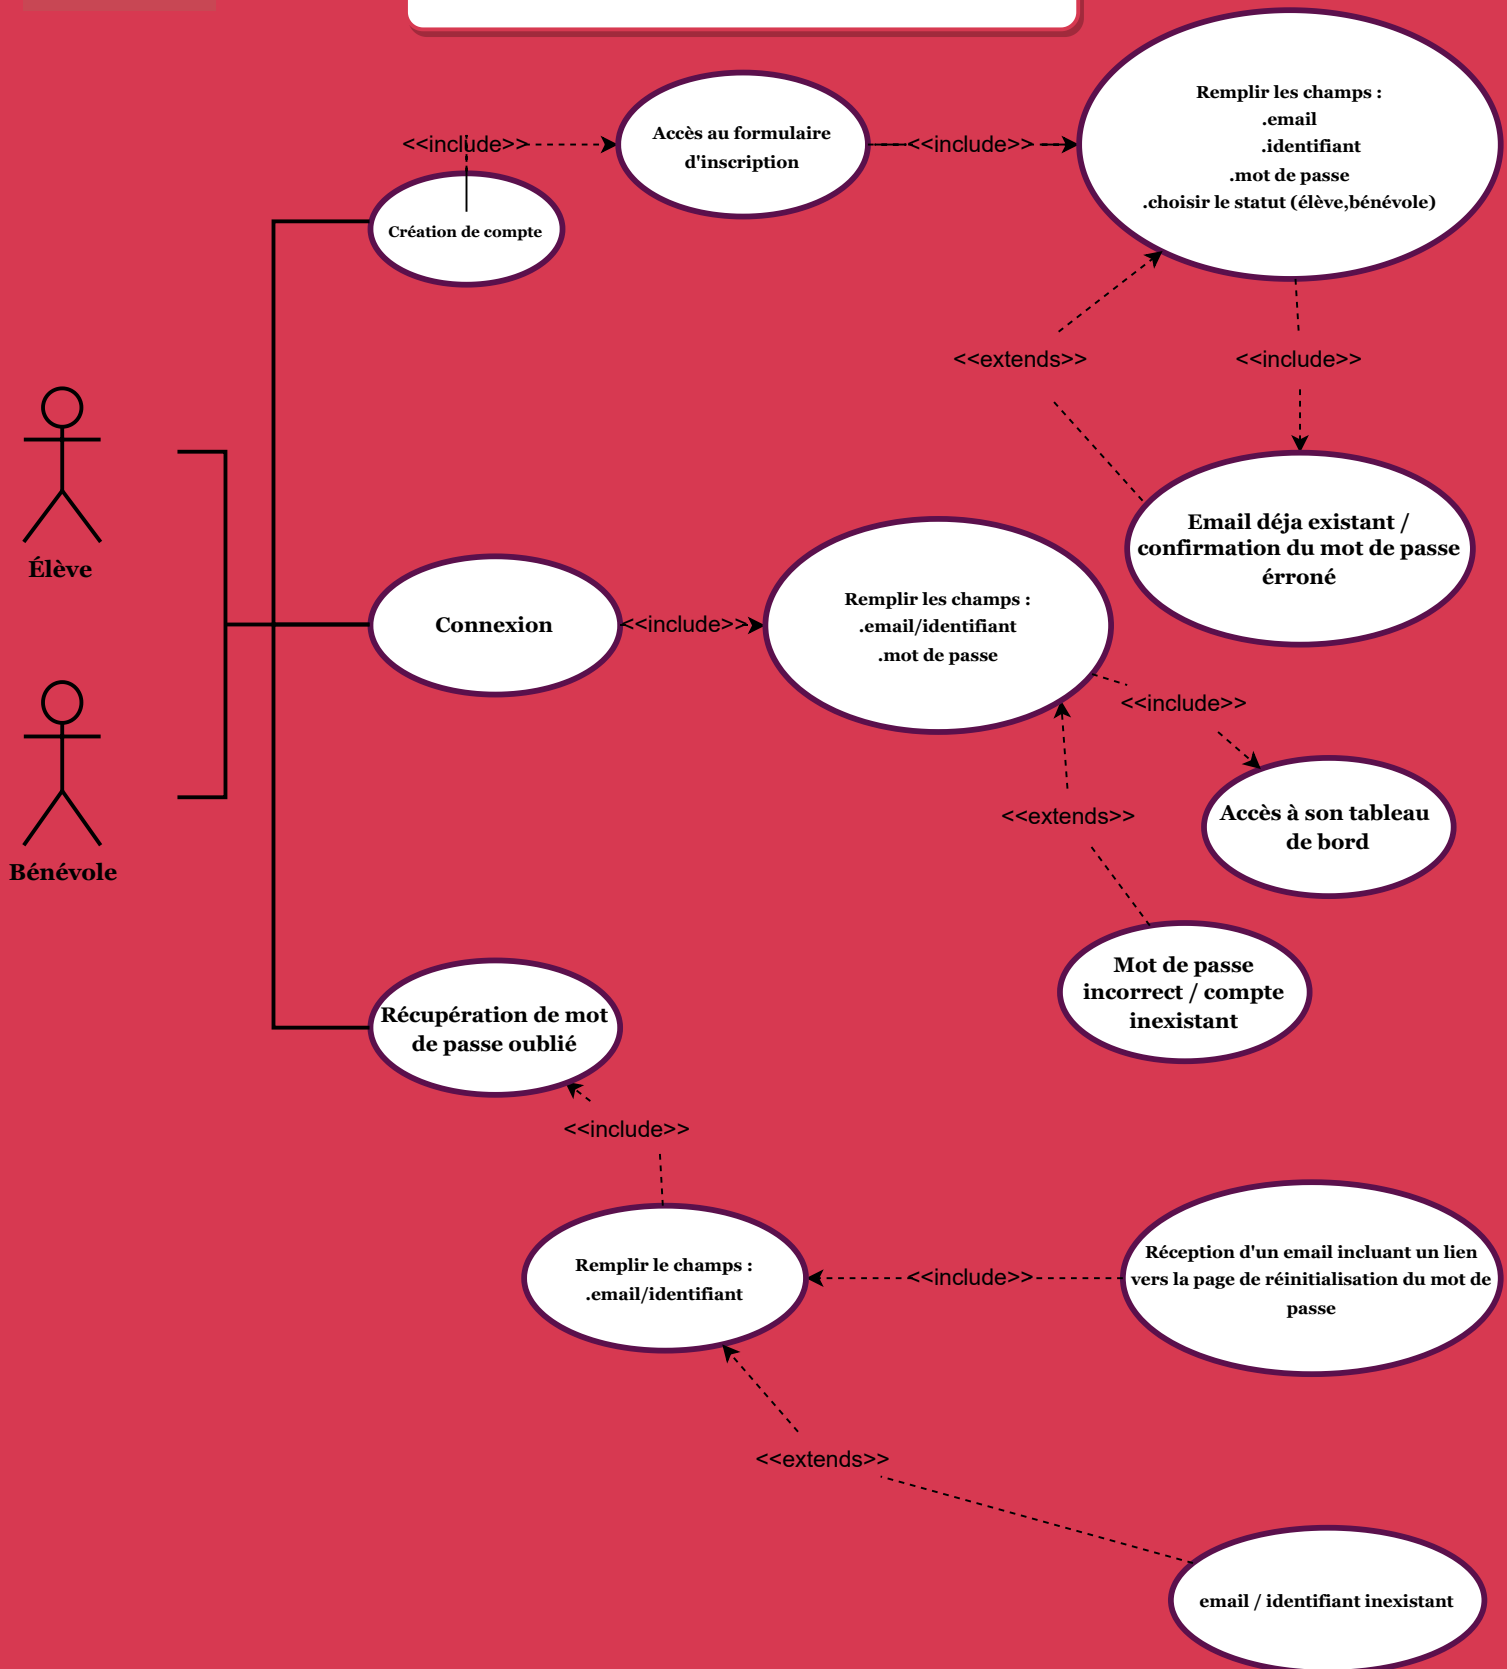 Remplir les champs :
.email
.identifiant
.mot de passe
.choisir le statut (élève,bénévole)
<<include>>
Accès au formulaire
d'inscription
<<include>>
Création de compte
<<extends>>
<<include>>
Élève
Email déja existant /
confirmation du mot de passe
érroné
Connexion
<<include>>
Remplir les champs :
.email/identifiant
.mot de passe
<<include>>
Bénévole
<<extends>>
Accès à son tableau
de bord
Mot de passe
incorrect / compte
inexistant
Récupération de mot
de passe oublié
<<include>>
Remplir le champs :
.email/identifiant
<<include>>
Réception d'un email incluant un lien
vers la page de réinitialisation du mot de
passe
<<extends>>
email / identifiant inexistant